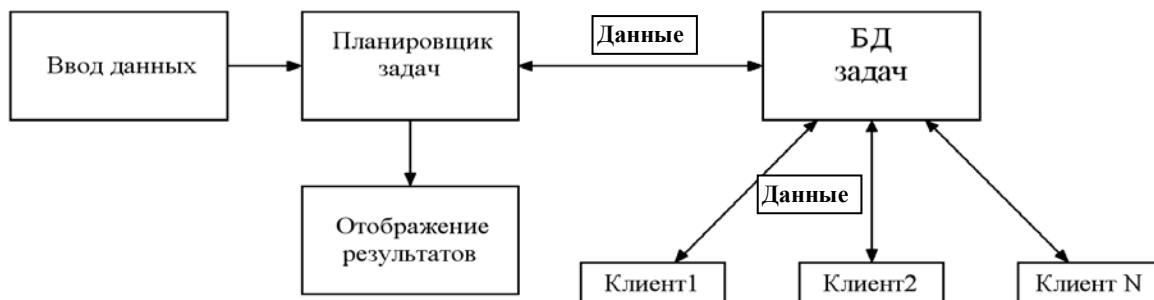 Ввод данных
Планировщик
задач
Данные
БД
задач
Отображение
результатов
Данные
Клиент1
Клиент2
Клиент N